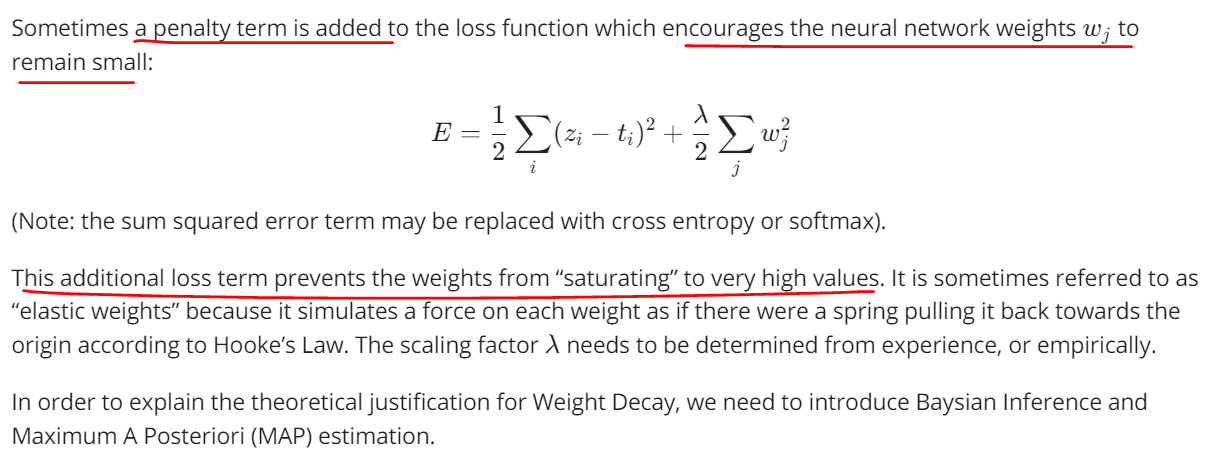 Sometimes a penalty term is added to the loss function which encourages the neural network weights $w_j$ to
remain small:
$E = \frac{1}{2} \sum_i (z_i - t_i)^2 + \frac{\lambda}{2} \sum_j w_j^2$
(Note: the sum squared error term may be replaced with cross entropy or softmax).
This additional loss term prevents the weights from “saturating” to very high values. It is sometimes referred to as
“elastic weights” because it simulates a force on each weight as if there were a spring pulling it back towards the
origin according to Hooke’s Law. The scaling factor λ needs to be determined from experience, or empirically.
In order to explain the theoretical justification for Weight Decay, we need to introduce Baysian Inference and
Maximum A Posteriori (MAP) estimation.